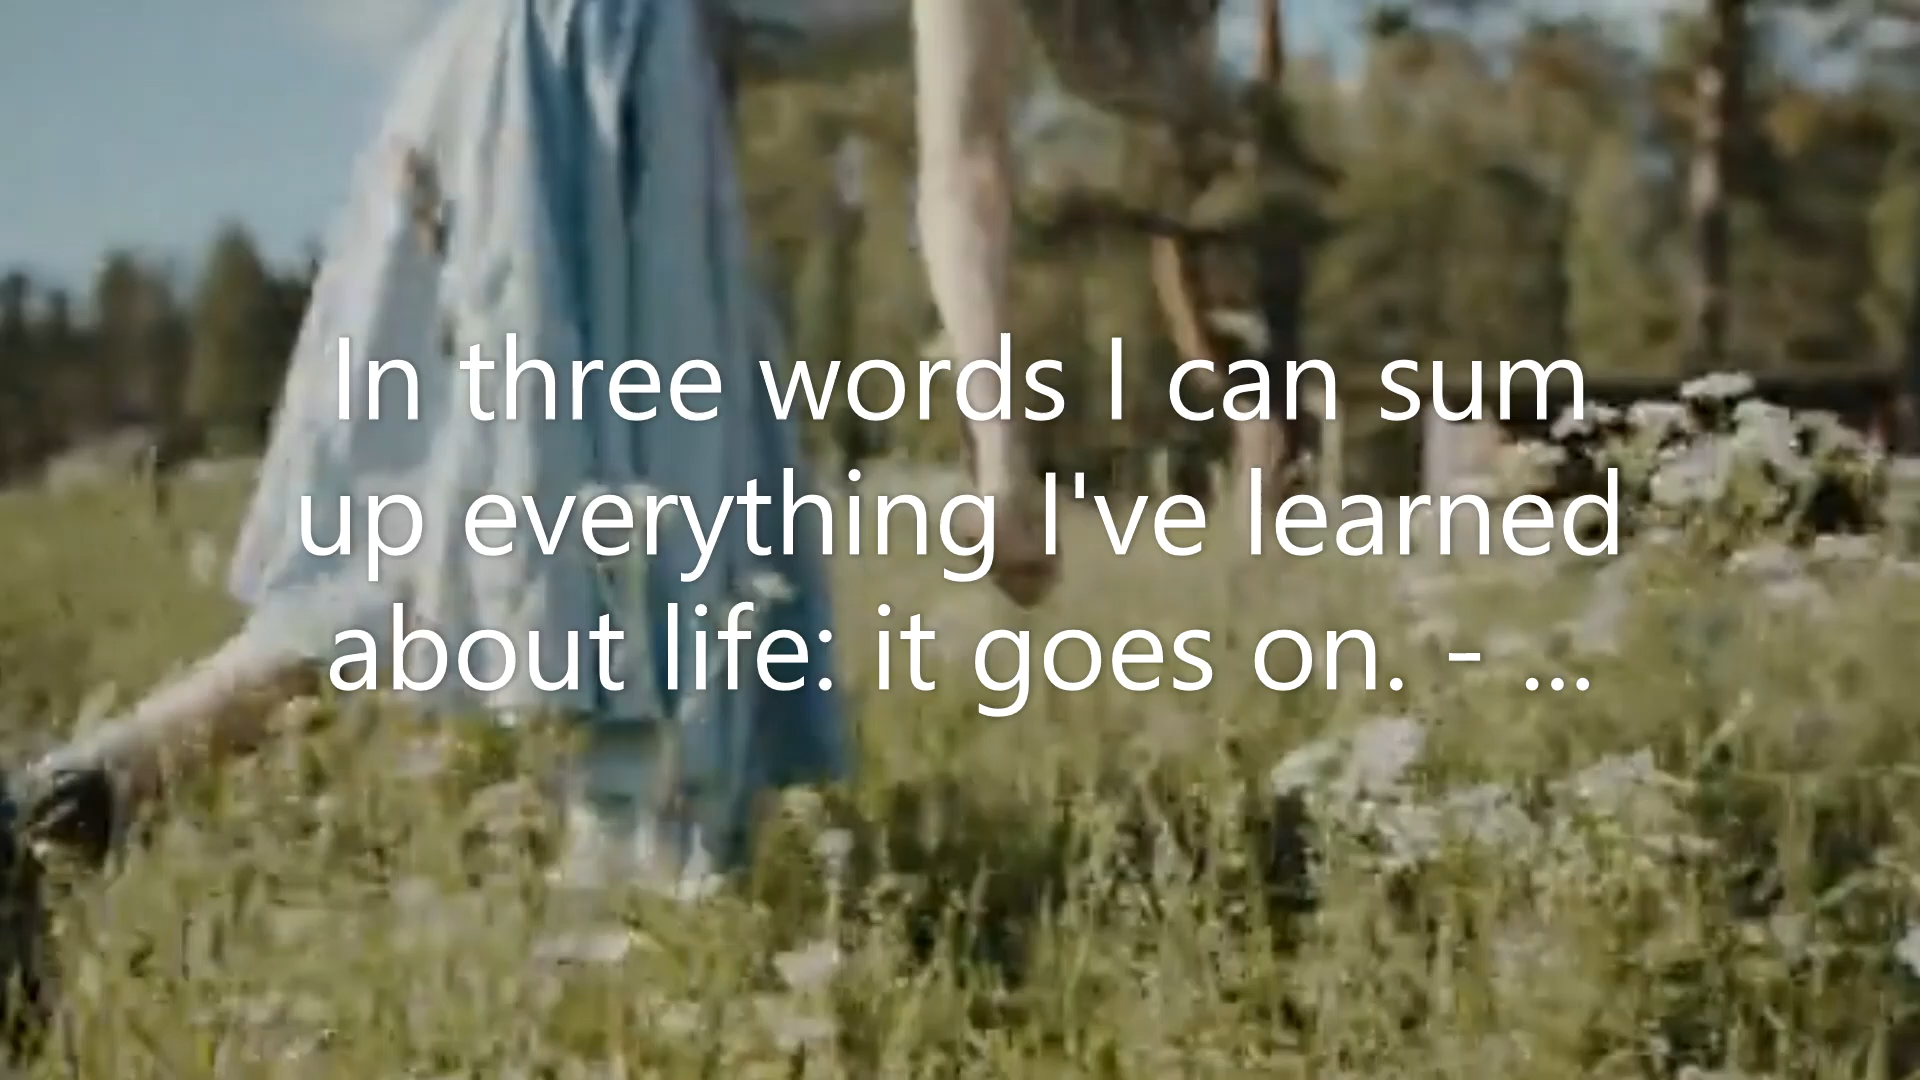 In three words I can sum
up everything I've learned
about life: it goes on. - ...